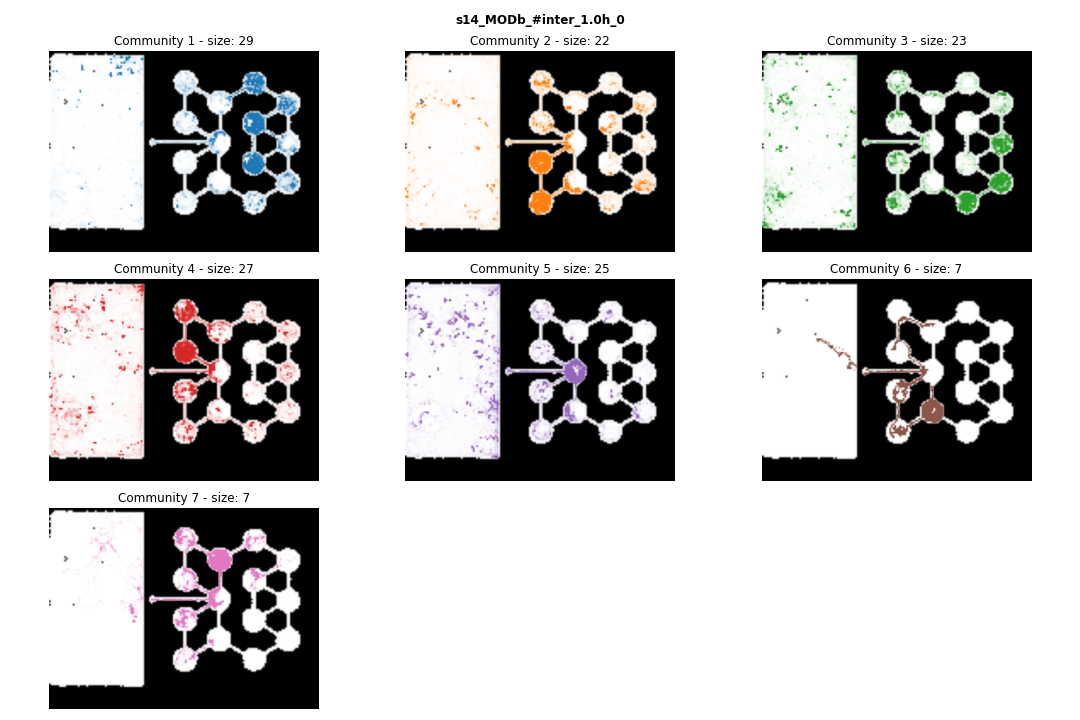 s14_MODb_#inter_1.0h_0
Community 1 - size: 29
Community 2 - size: 22
Community 3 - size: 23
Community 4 - size: 27
Community 5 - size: 25
Community 6 - size: 7
Community 7 - size: 7